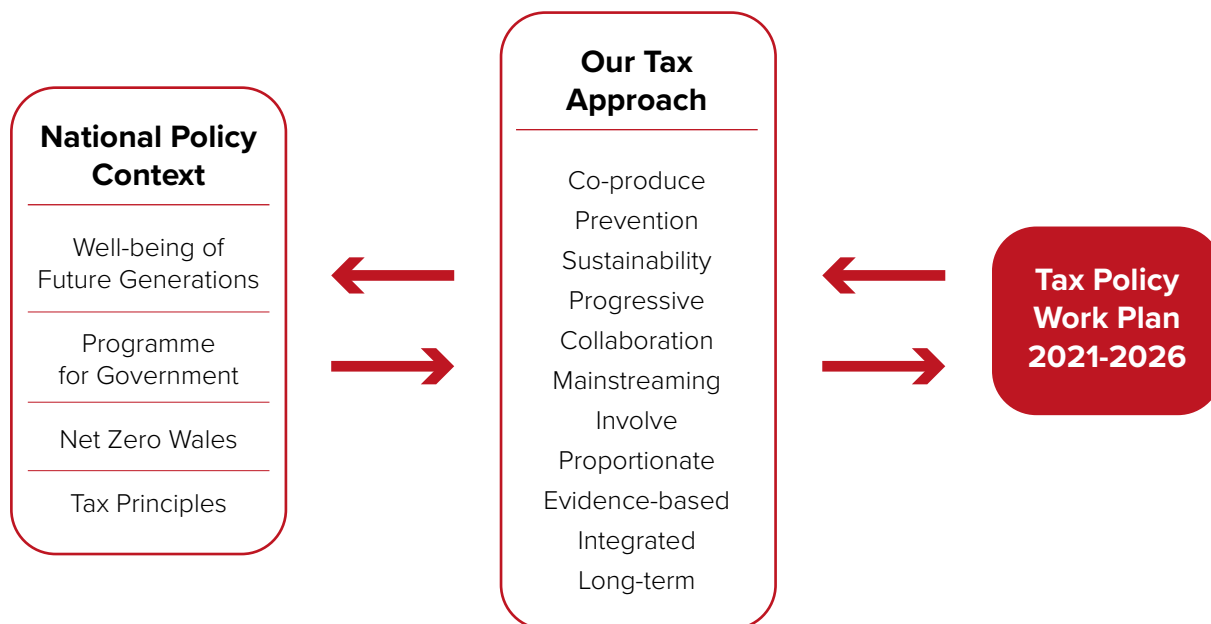 National Policy
Context
Well-being of
Future Generations
Programme
for Government
Net Zero Wales
Tax Principles
Our Tax
Approach
Co-produce
Prevention
Sustainability
Progressive
Collaboration
Mainstreaming
Involve
Proportionate
Evidence-based
Integrated
Long-term
Tax Policy
Work Plan
2021-2026